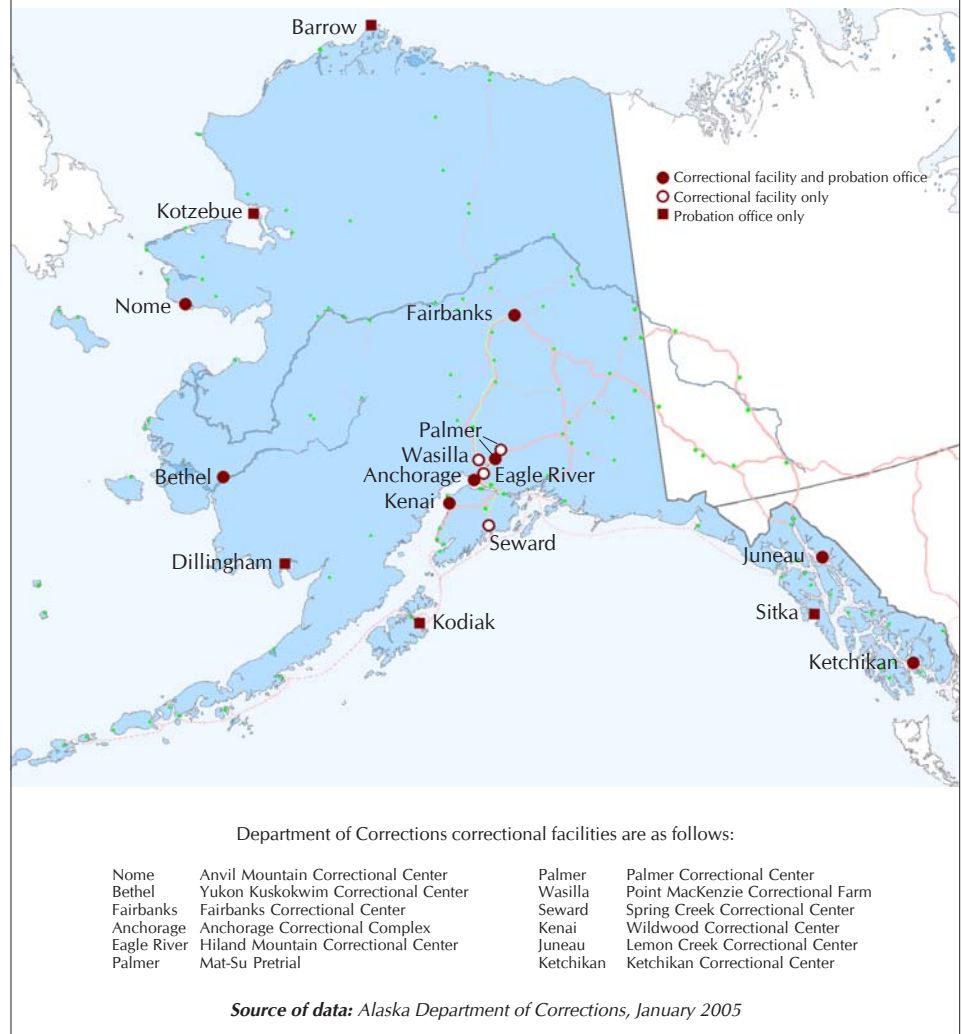 Barrow
Correctional facility and probation office
Correctional facility only
Probation office only
Kotzebue
Nome
Fairbanks
Palmer
Wasilla
Anchorage
Eagle River
Bethel
Kenai
Seward
Dillingham
Juneau
Sitka
Kodiak
Ketchikan
Department of Corrections correctional facilities are as follows:
Nome Anvil Mountain Correctional Center
Bethel Yukon Kuskokwim Correctional Center
Fairbanks Fairbanks Correctional Center
Anchorage Anchorage Correctional Complex
Eagle River Hiland Mountain Correctional Center
Palmer Mat-Su Pretrial
Palmer Palmer Correctional Center
Wasilla Point MacKenzie Correctional Farm
Seward Spring Creek Correctional Center
Kenai Wildwood Correctional Center
Juneau Lemon Creek Correctional Center
Ketchikan Ketchikan Correctional Center
Source of data: Alaska Department of Corrections, January 2005